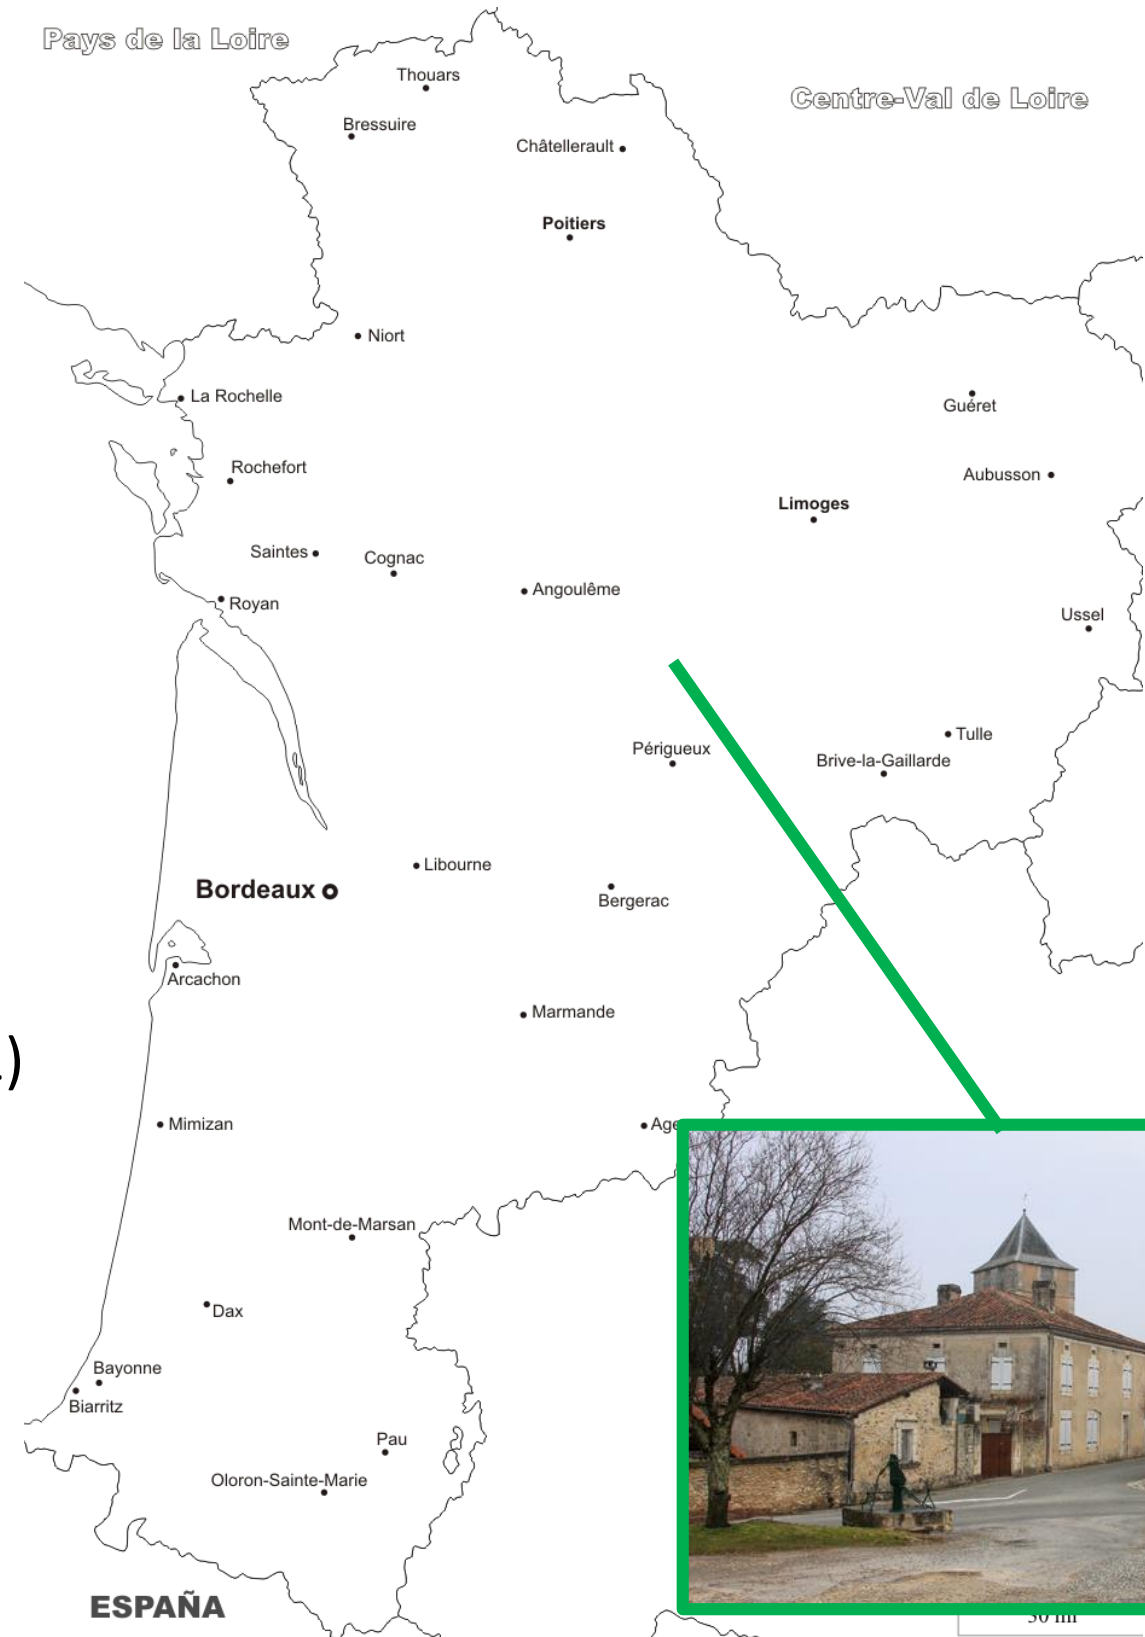 Pays de la Loire
Thouars
Centre-Val de Loire
Bressuire
Châtellerault
Poitiers
Niort
La Rochelle
Guéret
Rochefort
Aubusson
Limoges
Saintes
Cognac
Angoulême
Royan
Ussel
Tulle
Périgueux
Brive-la-Gaillarde
Libourne
Bordeaux
Bergerac
Arcachon
Marmande
)
Mimizan
Age
Mont-de-Marsan
Dax
Bayonne
Biarritz
Pau
Oloron-Sainte-Marie
ESPAÑA